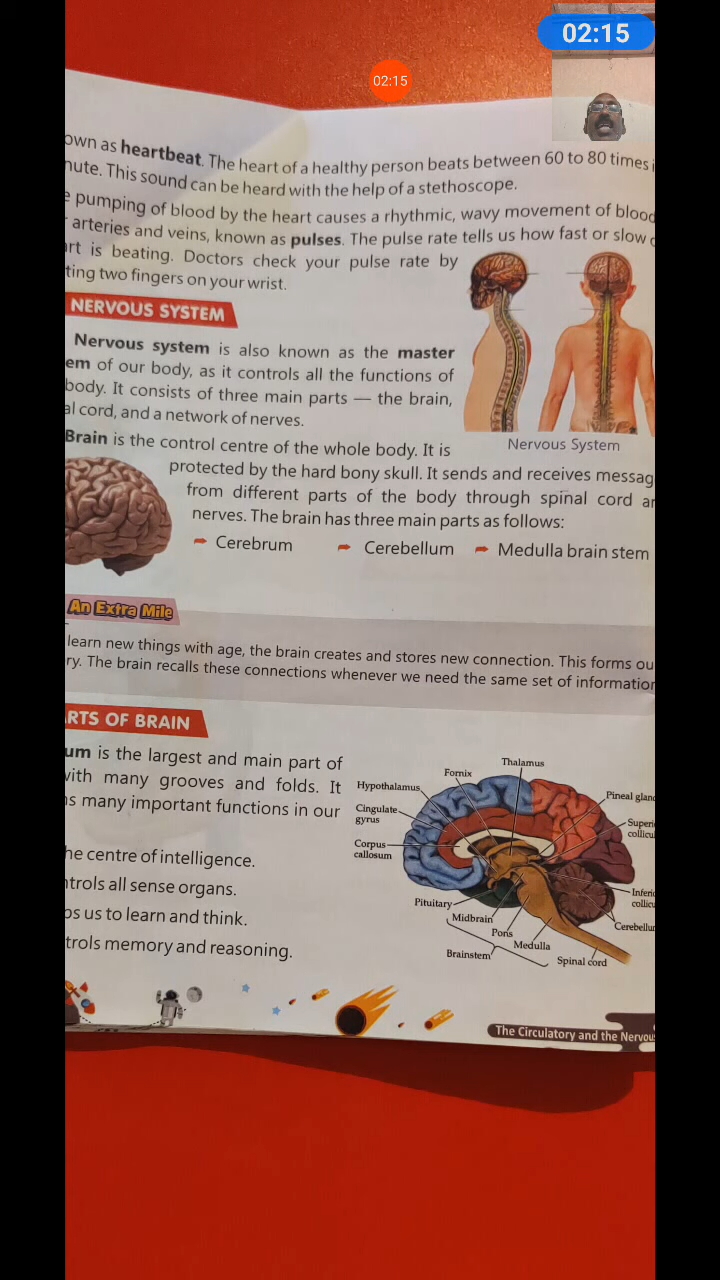 02:15
02:15
own as heartbeat. The heart of a healthy person beats between 60 to 80 times i
nute. This sound can be heard with the help of a stethoscope.
e pumping of blood by the heart causes a rhythmic, wavy movement of blood
arteries and veins, known as pulses. The pulse rate tells us how fast or slow
art is beating. Doctors check your pulse rate by
ting two fingers on your wrist.
NERVOUS SYSTEM
Nervous system is also known as the master
em of our body, as it controls all the functions of
body. It consists of three main parts — the brain,
al cord, and a network of nerves.
Nervous System
Brain is the control centre of the whole body. It is
protected by the hard bony skull. It sends and receives messag
from different parts of the body through spinal cord ar
nerves. The brain has three main parts as follows:
Cerebrum Cerebellum Medulla brain stem
An Extra Mile
learn new things with age, the brain creates and stores new connection. This forms ou
ry. The brain recalls these connections whenever we need the same set of information
ARTS OF BRAIN
um is the largest and main part of
with many grooves and folds. It
ns many important functions in our
he centre of intelligence.
ntrols all sense organs.
ps us to learn and think.
trols memory and reasoning.
Thalamus
Fornix
Hypothalamus
Pineal gland
Cingulate
gyrus
Superi
collicu
Corpus
callosum
Inferio
collicu
Pituitary
Midbrain
Cerebellum
Pons
Medulla
Brainstem
Spinal cord
The Circulatory and the Nervou